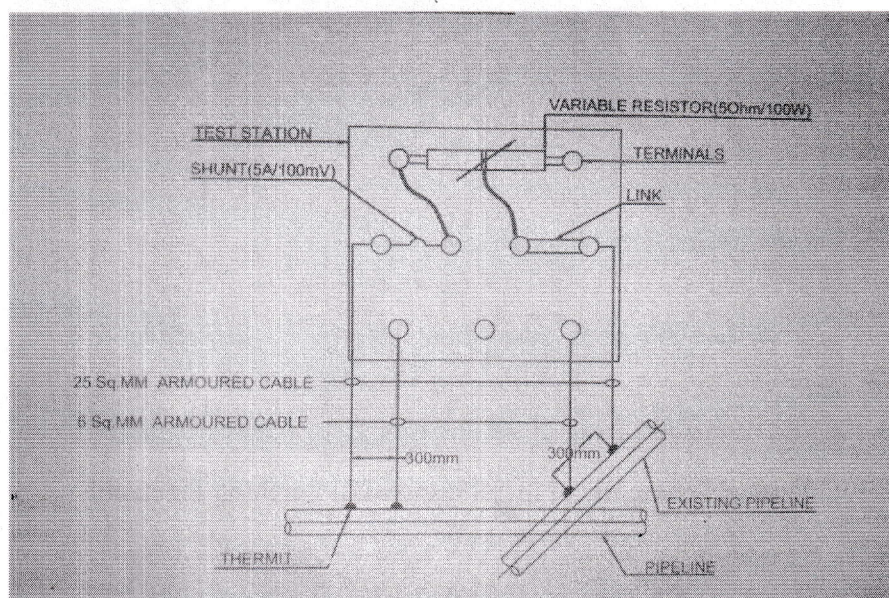 VARIABLE RESISTOR(5Ohm/100W)
TEST STATION
TERMINALS
SHUNT(5A/100mV)
LINK
25 Sq.MM ARMOURED CABLE
6 Sq.MM ARMOURED CABLE
300mm
300mm
EXISTING PIPELINE
THERMIT
PIPELINE